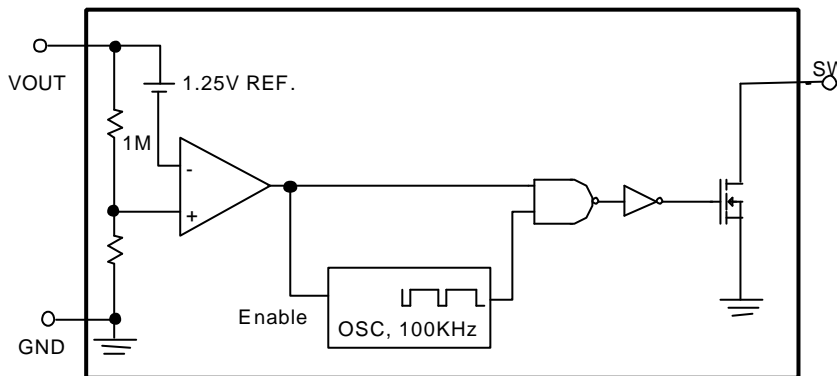 SW
VOUT
1.25V REF.
1M
-
+
Enable
OSC, 100KHz
GND